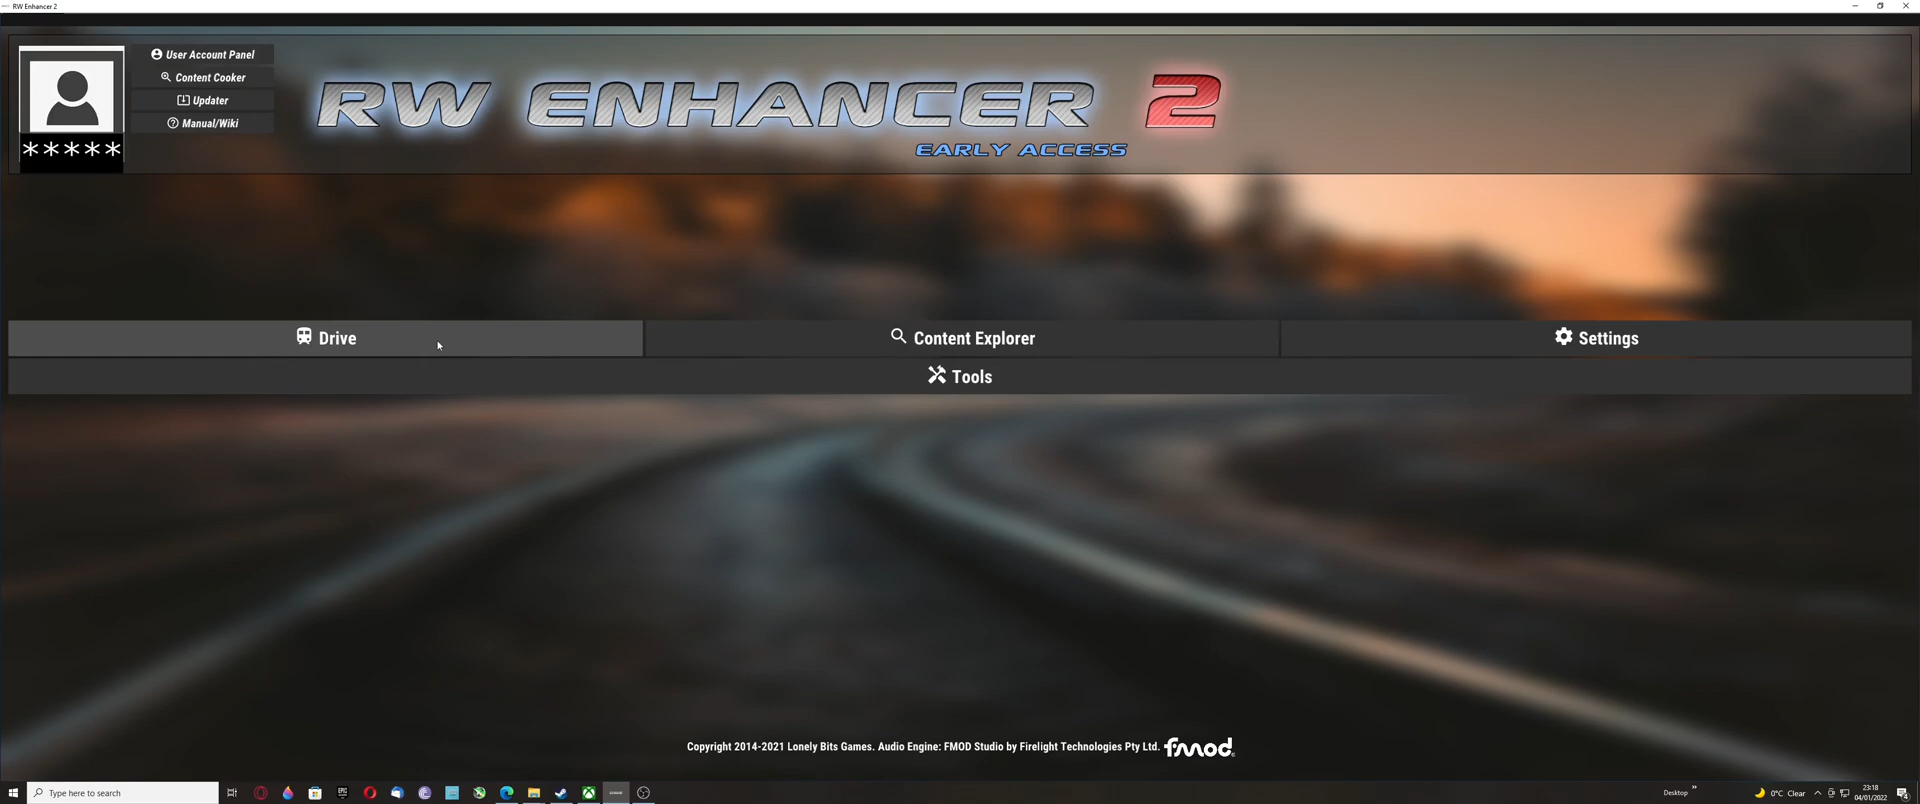 RW Enhancer 2
User Account Panel
Content Cooker
Updater
Manual/Wiki
*****
RW ENHANCER 2
EARLY ACCESS
Drive
Content Explorer
Settings
Tools
Copyright 2014-2021 Lonely Bits Games. Audio Engine: FMOD Studio by Firelight Technologies Pty Ltd. fmod
Type here to search
EPIC
Desktop
0°C Clear
23:18
04/01/2022
4